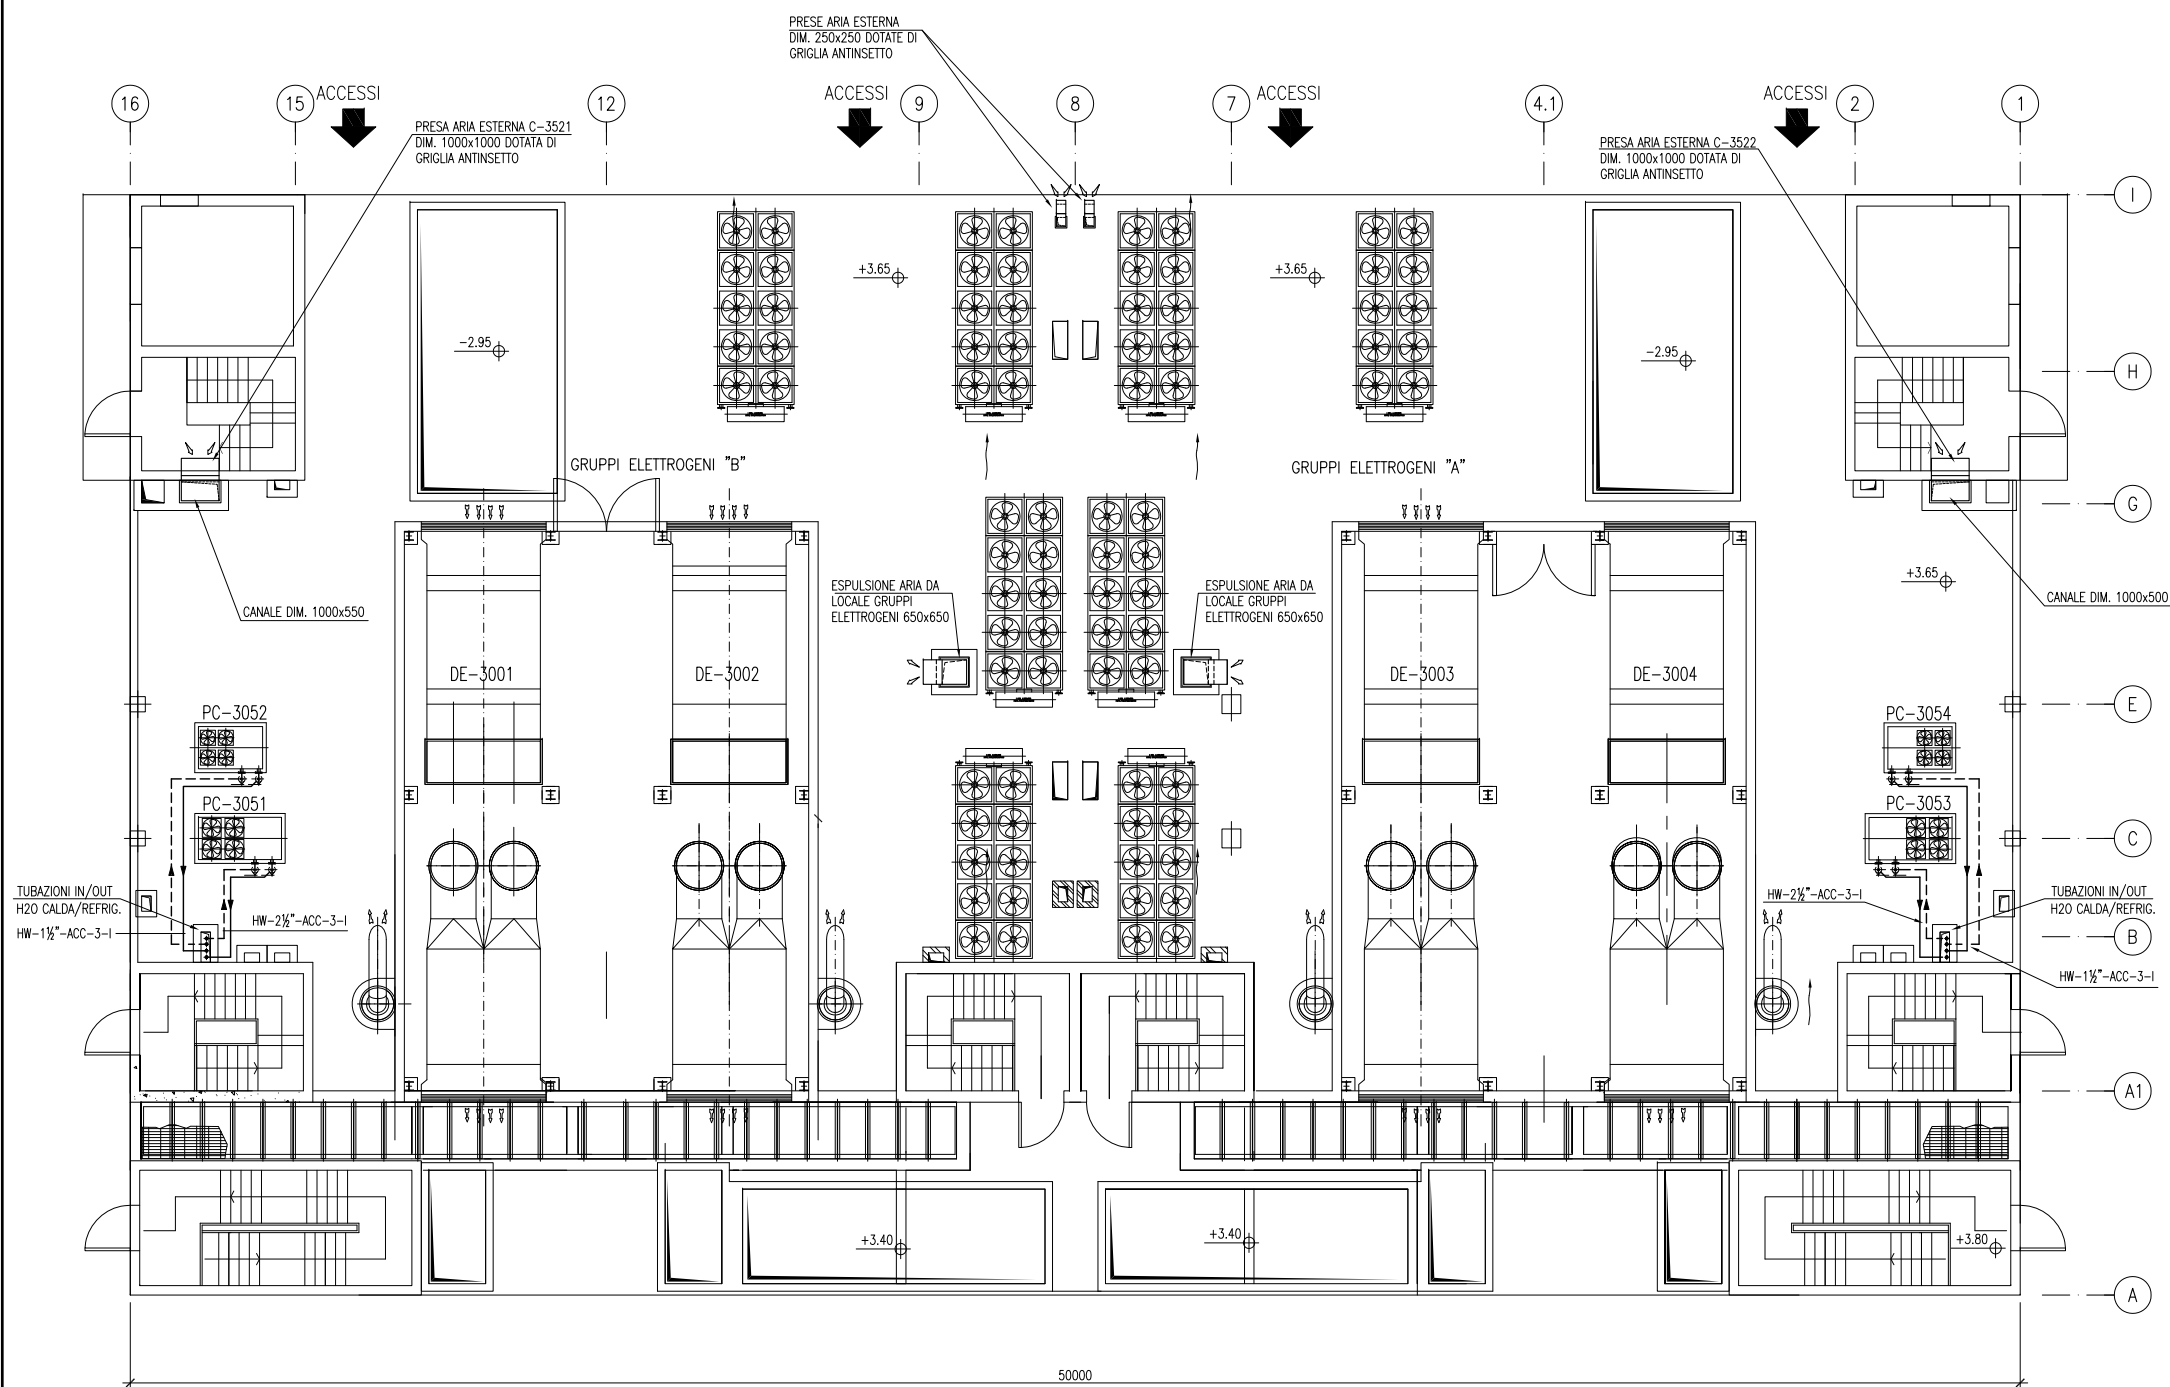 PRESE ARIA ESTERNA
DIM. 250x250 DOTATE DI
GRIGLIA ANTINSETTO
16
15
ACCESSI
12
ACCESSI
9
8
7
ACCESSI
4.1
ACCESSI
2
1
PRESA ARIA ESTERNA C-3521
DIM. 1000x1000 DOTATA DI
GRIGLIA ANTINSETTO
PRESA ARIA ESTERNA C-3522
DIM. 1000x1000 DOTATA DI
GRIGLIA ANTINSETTO
I
+3.65
+3.65
-2.95
-2.95
H
GRUPPI ELETTROGENI "B"
GRUPPI ELETTROGENI "A"
G
ESPULSIONE ARIA DA
LOCALE GRUPPI
ELETTROGENI 650x650
ESPULSIONE ARIA DA
LOCALE GRUPPI
ELETTROGENI 650x650
+3.65
CANALE DIM. 1000x550
CANALE DIM. 1000x500
DE-3001
DE-3002
DE-3003
DE-3004
E
PC-3052
PC-3054
PC-3051
PC-3053
C
TUBAZIONI IN/OUT
H2O CALDA/REFRIG.
HW-1½"-ACC-3-I
HW-2½"-ACC-3-I
HW-2½"-ACC-3-I
TUBAZIONI IN/OUT
H2O CALDA/REFRIG.
B
HW-1½"-ACC-3-I
A1
+3.40
+3.40
+3.80
A
50000